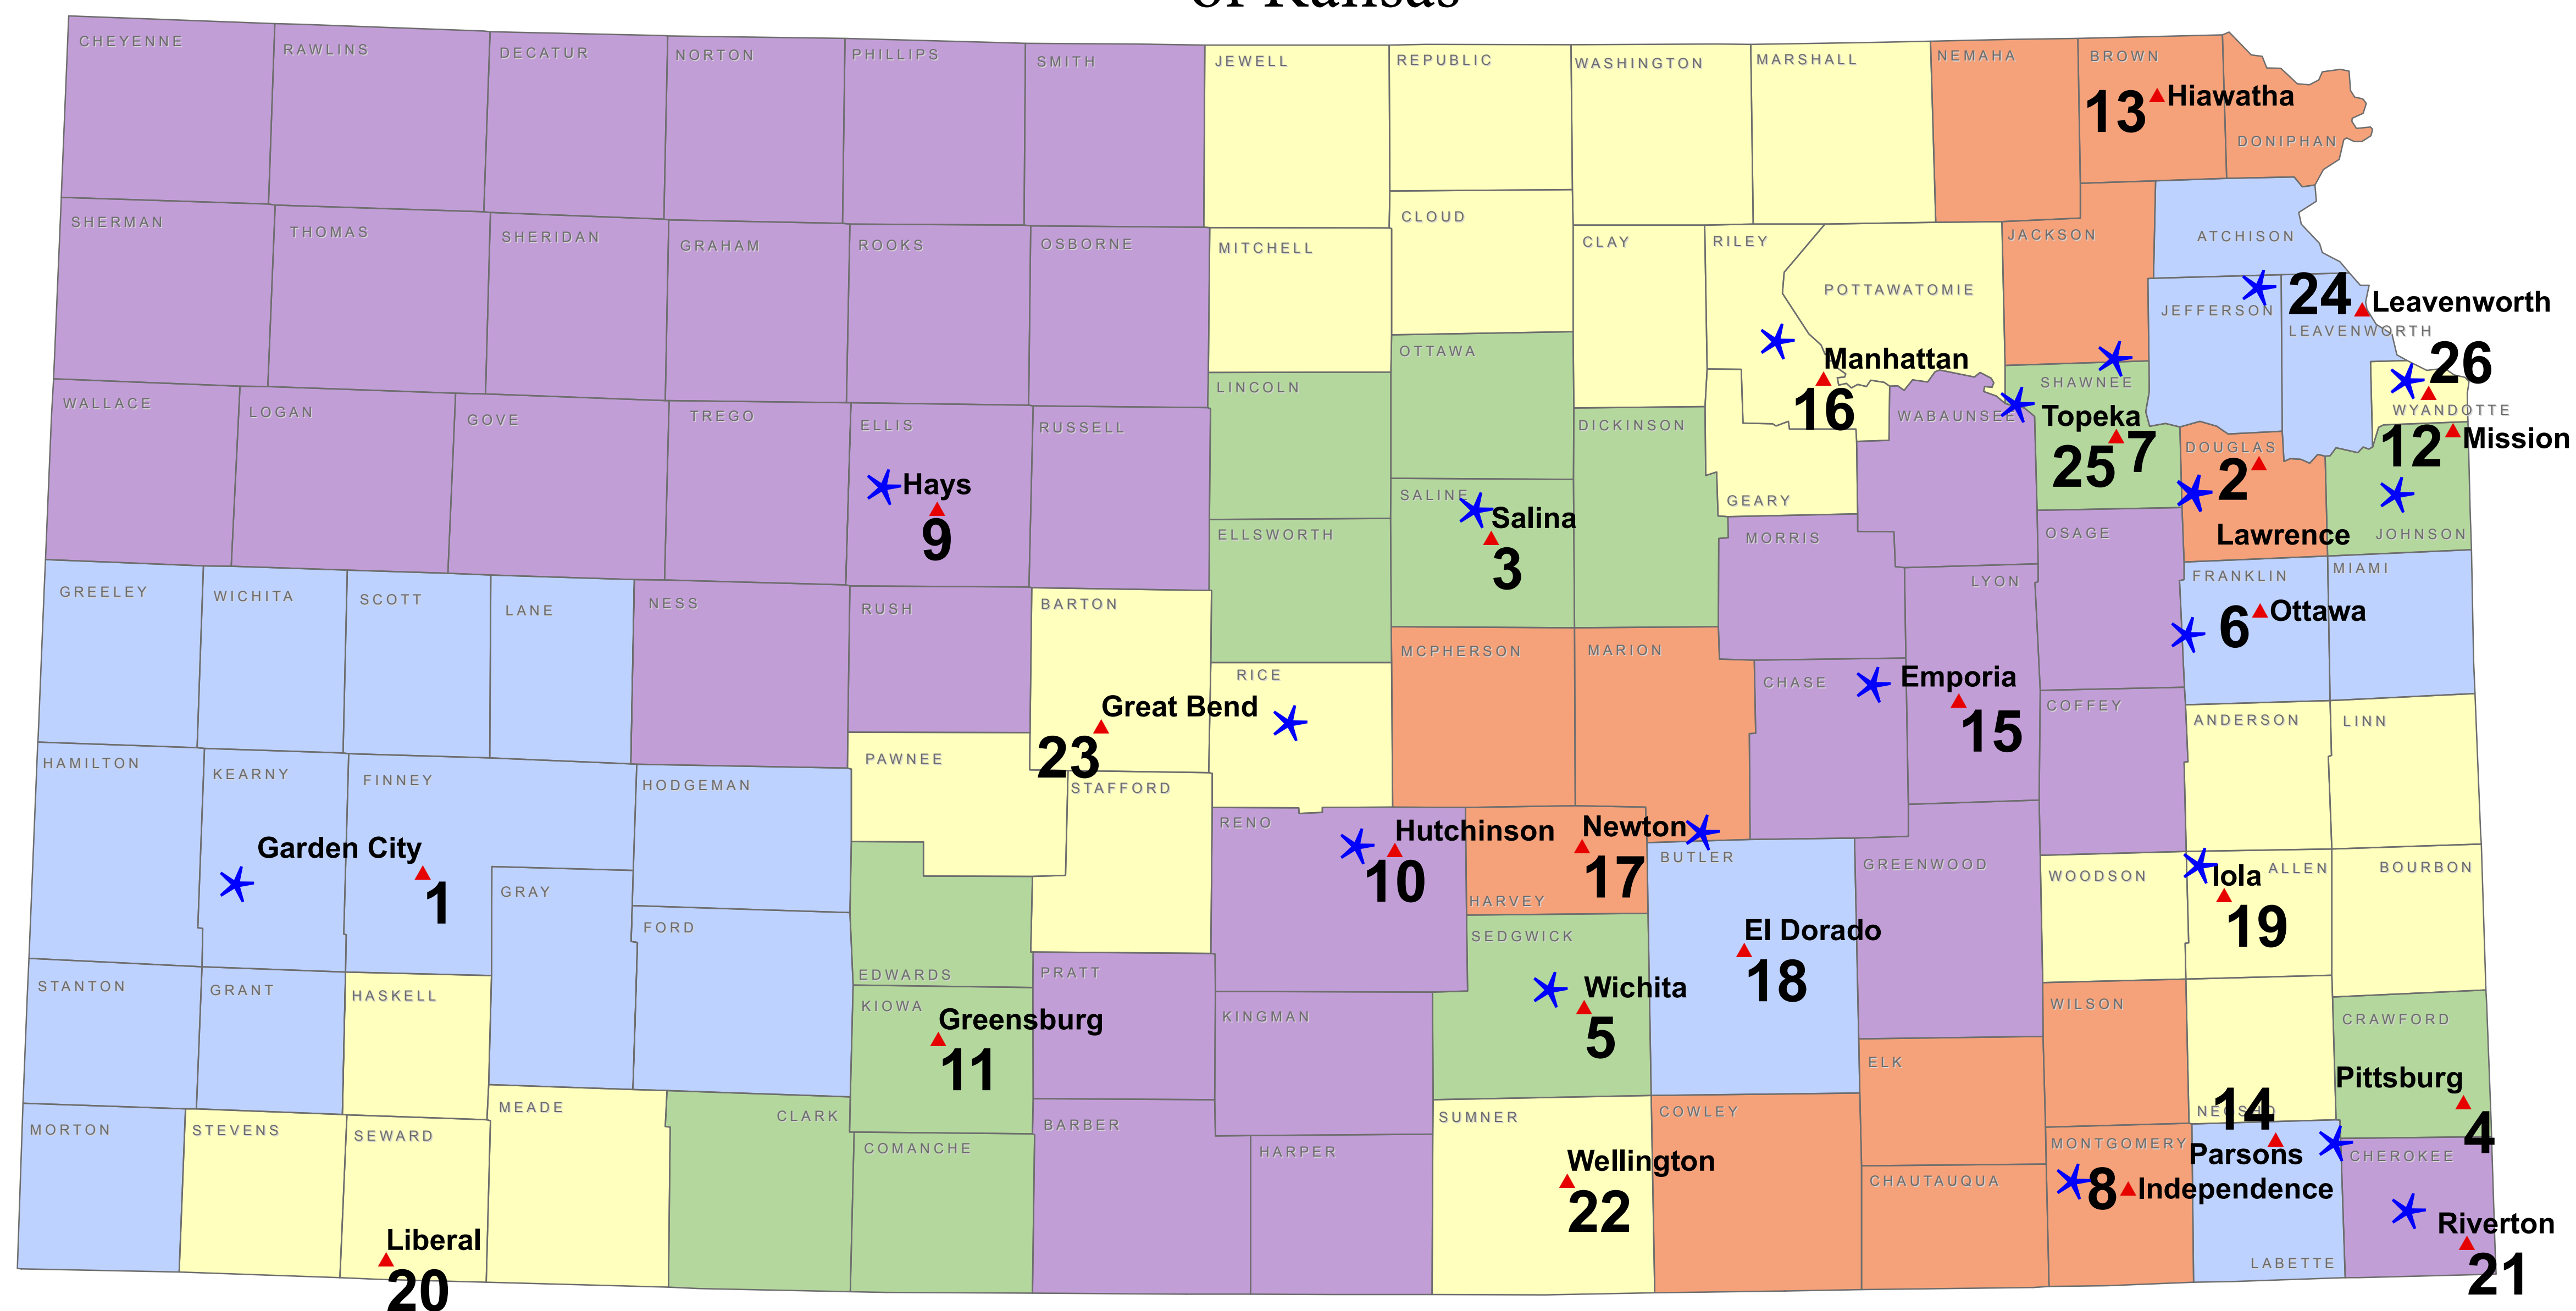 of Kansas
CHEYENNE
RAWLINS
DECATUR
NORTON
PHILLIPS
SMITH
JEWELL
REPUBLIC
WASHINGTON
MARSHALL
NEMAHA
BROWN
13
Hiawatha
DONIPHAN
SHERMAN
THOMAS
SHERIDAN
GRAHAM
ROOKS
OSBORNE
MITCHELL
CLOUD
CLAY
RILEY
POTTAWATOMIE
JACKSON
ATCHISON
JEFFERSON
24
Leavenworth
LEAVENWORTH
26
WYANDOTTE
WALLACE
LOGAN
GOVE
TREGO
ELLIS
RUSSELL
LINCOLN
OTTAWA
DICKINSON
Manhattan
16
WABAUNSEE
SHAWNEE
Topeka
25
7
DOUGLAS
2
Lawrence
12
Mission
JOHNSON
Hays
9
ELLSWORTH
SALINE
Salina
3
GEARY
MORRIS
LYON
OSAGE
FRANKLIN
MIAMI
6
Ottawa
GREELEY
WICHITA
SCOTT
LANE
NESS
RUSH
BARTON
Great Bend
23
RICE
MCPHERSON
MARION
CHASE
Emporia
15
COFFEY
ANDERSON
LINN
HAMILTON
KEARNY
FINNEY
HODGEMAN
PAWNEE
STAFFORD
RENO
Hutchinson
10
Newton
17
HARVEY
BUTLER
GREENWOOD
WOODSON
Iola
ALLEN
19
BOURBON
Garden City
1
GRAY
FORD
EDWARDS
PRATT
SEDGWICK
Wichita
5
El Dorado
18
STANTON
GRANT
HASKELL
KIOWA
Greensburg
11
KINGMAN
ELK
WILSON
NEOSHO
14
Parsons
CRAWFORD
Pittsburg
4
MORTON
STEVENS
SEWARD
MEADE
CLARK
COMANCHE
BARBER
HARPER
SUMNER
Wellington
22
COWLEY
CHAUTAUQUA
MONTGOMERY
8
Independence
LABETTE
CHEROKEE
Riverton
21
Liberal
20